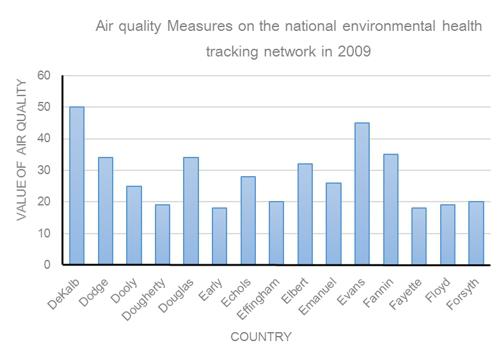 Air quality Measures on the national environmental health
tracking network in 2009
VALUE OF AIR QUALITY
60
50
40
30
20
10
0
DeKalb
Dodge
Dooly
Dougherty
Douglas
Early
Echols
Effingham
Elbert
Emanuel
Evans
Fannin
Fayette
Floyd
Forsyth
COUNTRY